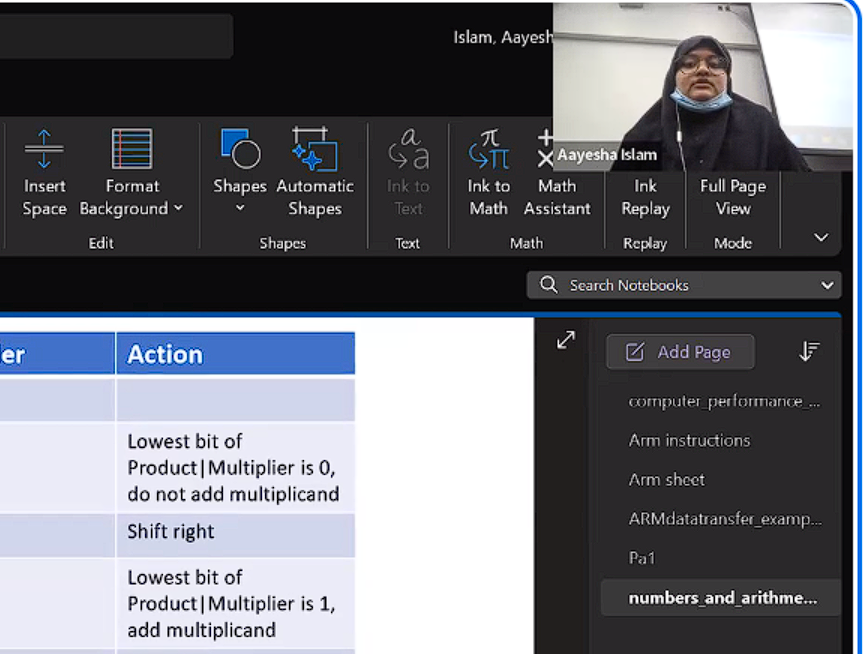 Islam, Aayesh
Aayesha Islam
Insert
Space
Format
Background
Edit
Shapes
Automatic
Shapes
Shapes
Ink to
Text
Text
Ink to
Math
Math
Assistant
Math
Ink
Replay
Replay
Full Page
View
Mode
Search Notebooks
er
Action
Lowest bit of
Product|Multiplier is 0,
do not add multiplicand
Shift right
Lowest bit of
Product|Multiplier is 1,
add multiplicand
Add Page
computer_performance_...
Arm instructions
Arm sheet
ARMdatatransfer_examp...
Pa1
numbers_and_arithme...